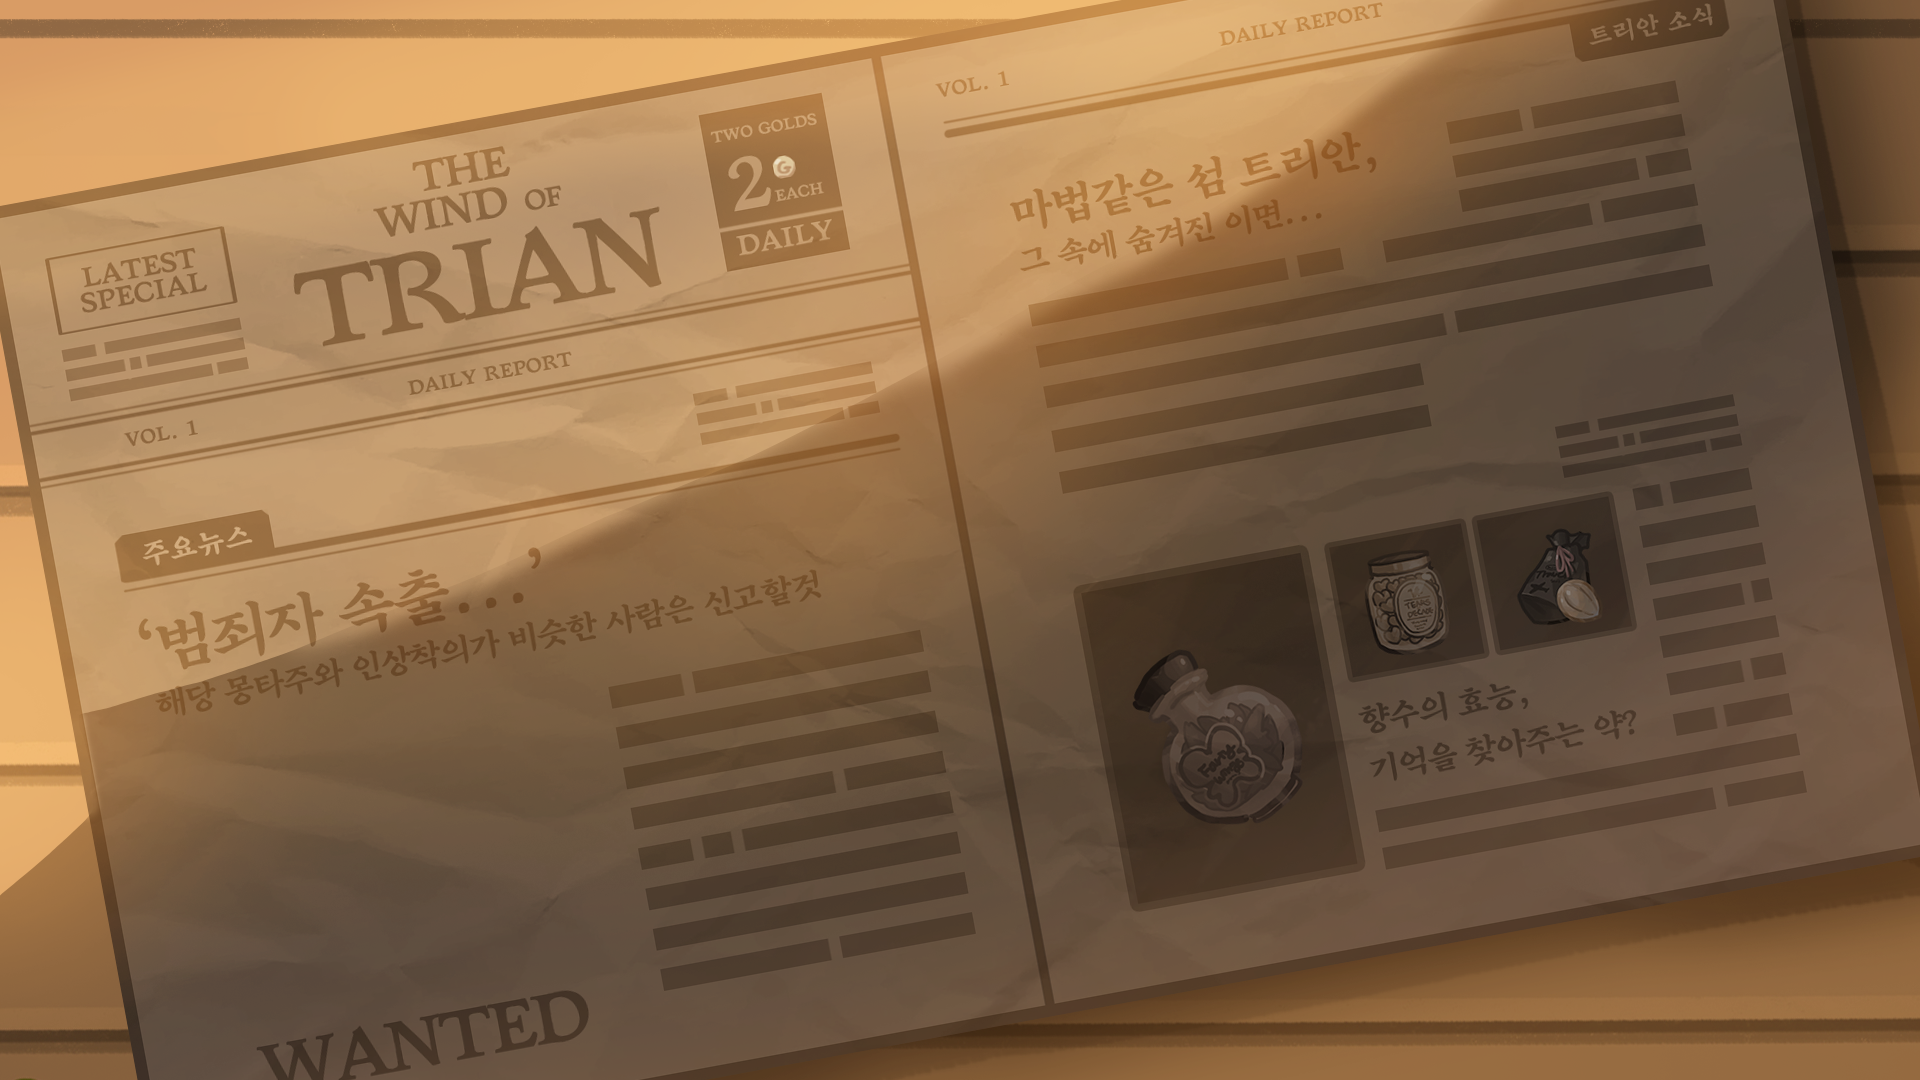 THE
WIND OF
TRIAN
LATEST
SPECIAL
TWO GOLDS
2 G
EACH
DAILY
DAILY REPORT
VOL. 1
주요뉴스
‘범죄자 속출...’
해당 몽타주와 인상착의가 비슷한 사람은 신고할것
WANTED
VOL. 1
DAILY REPORT
트리안 소식
마법같은 섬 트리안,
그 속에 숨겨진 이면...
향수의 효능,
기억을 찾아주는 약?